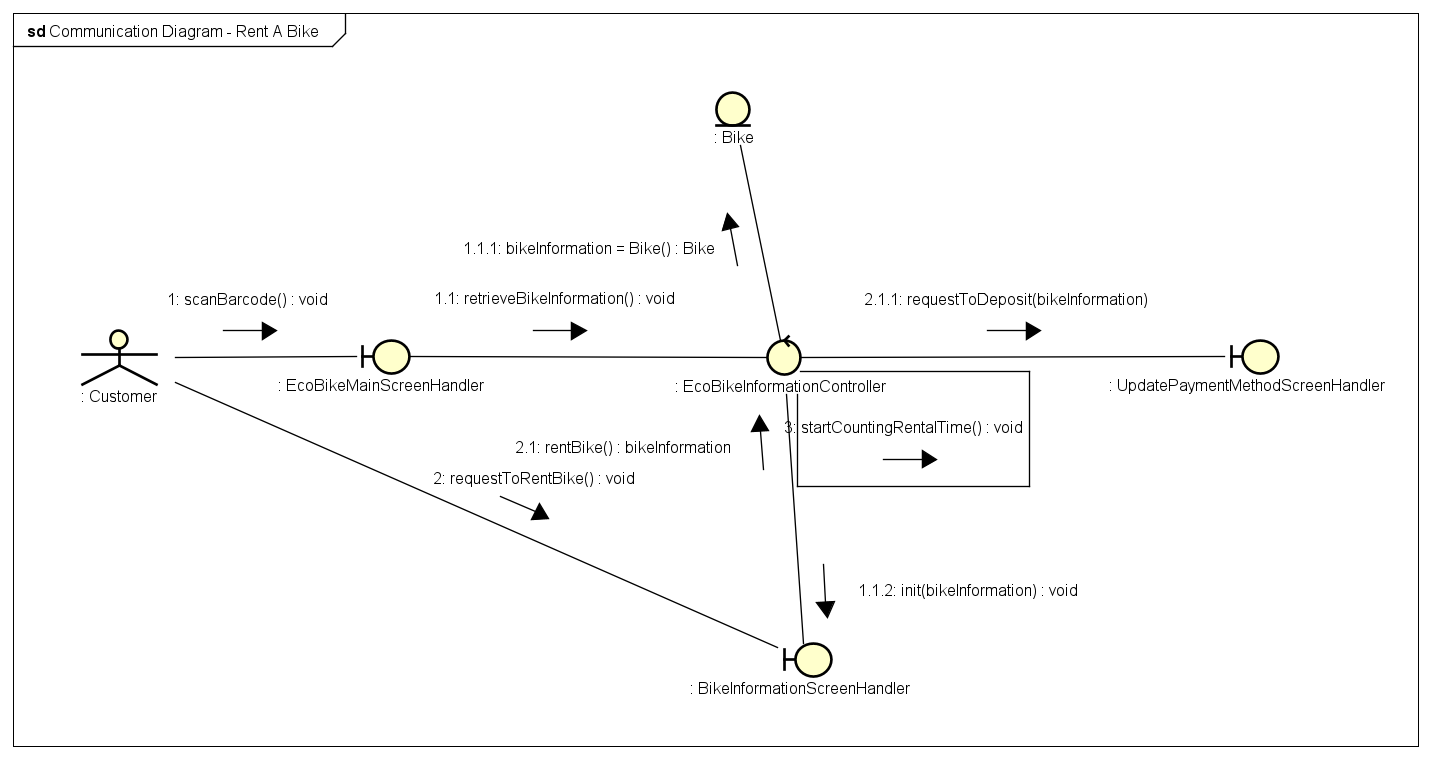 sd Communication Diagram - Rent A Bike
: Bike
1.1.1: bikeInformation = Bike() : Bike
1: scanBarcode() : void
1.1: retrieveBikeInformation() : void
2.1.1: requestToDeposit(bikeInformation)
: Customer
: EcoBikeMainScreenHandler
: EcoBikeInformationController
: UpdatePaymentMethodScreenHandler
3: startCountingRentalTime() : void
2.1: rentBike() : bikeInformation
2: requestToRentBike() : void
1.1.2: init(bikeInformation) : void
: BikeInformationScreenHandler